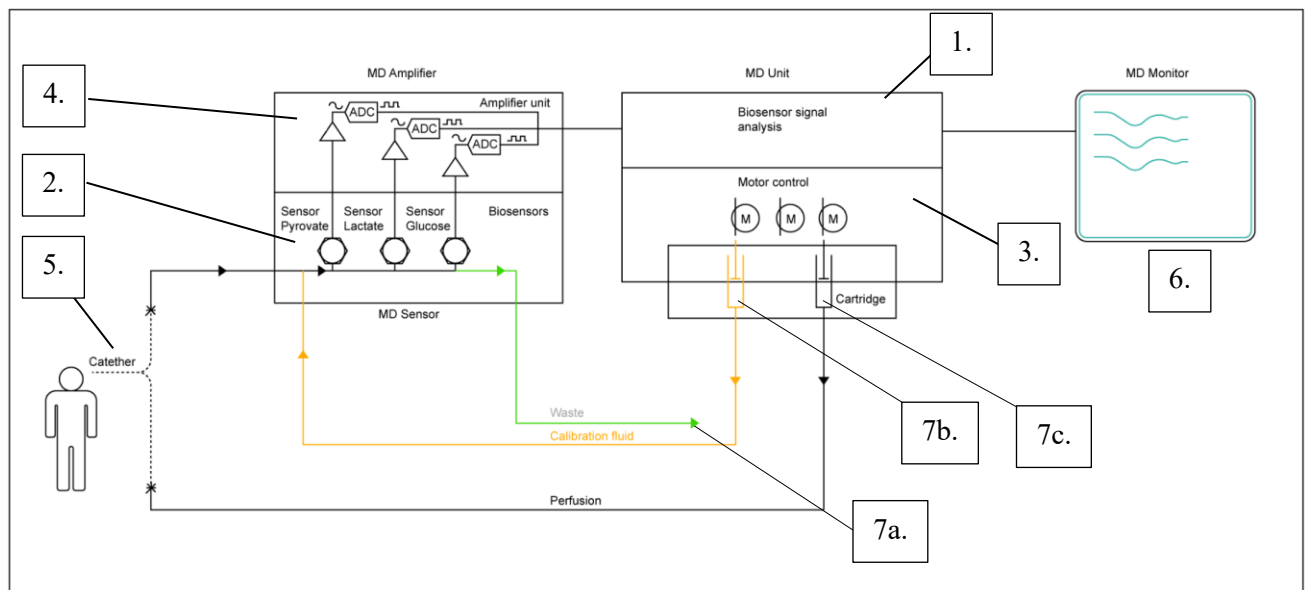 1.
MD Amplifier
MD Unit
MD Monitor
4.
Amplifier unit
ADC
ADC
ADC
Biosensor signal
analysis
2.
Motor control
Sensor
Pyrovate
Sensor
Lactate
Sensor
Glucose
Biosensors
M
M
M
5.
3.
6.
Cartridge
MD Sensor
Catether
Waste
Calibration fluid
7b.
7c.
Perfusion
7a.